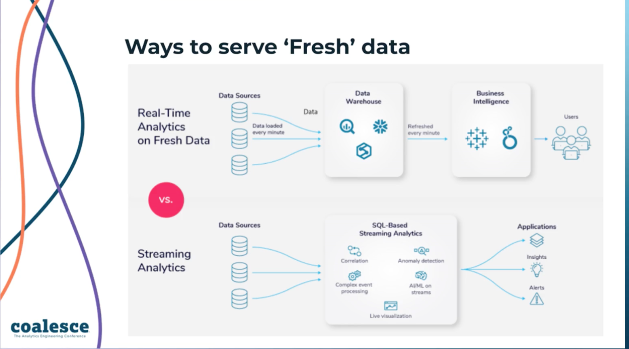 Ways to serve ‘Fresh’ data
Real-Time
Analytics
on Fresh Data
Data Sources
Data loaded
every minute
Data
Data
Warehouse
Refreshed
every minute
Business
Intelligence
Users
vs.
Streaming
Analytics
Data Sources
SQL-Based
Streaming Analytics
Correlation
Anomaly detection
Complex event
processing
AI/ML on
streams
Live visualization
Applications
Insights
Alerts
coalesce
The Analytics Engineering Conference